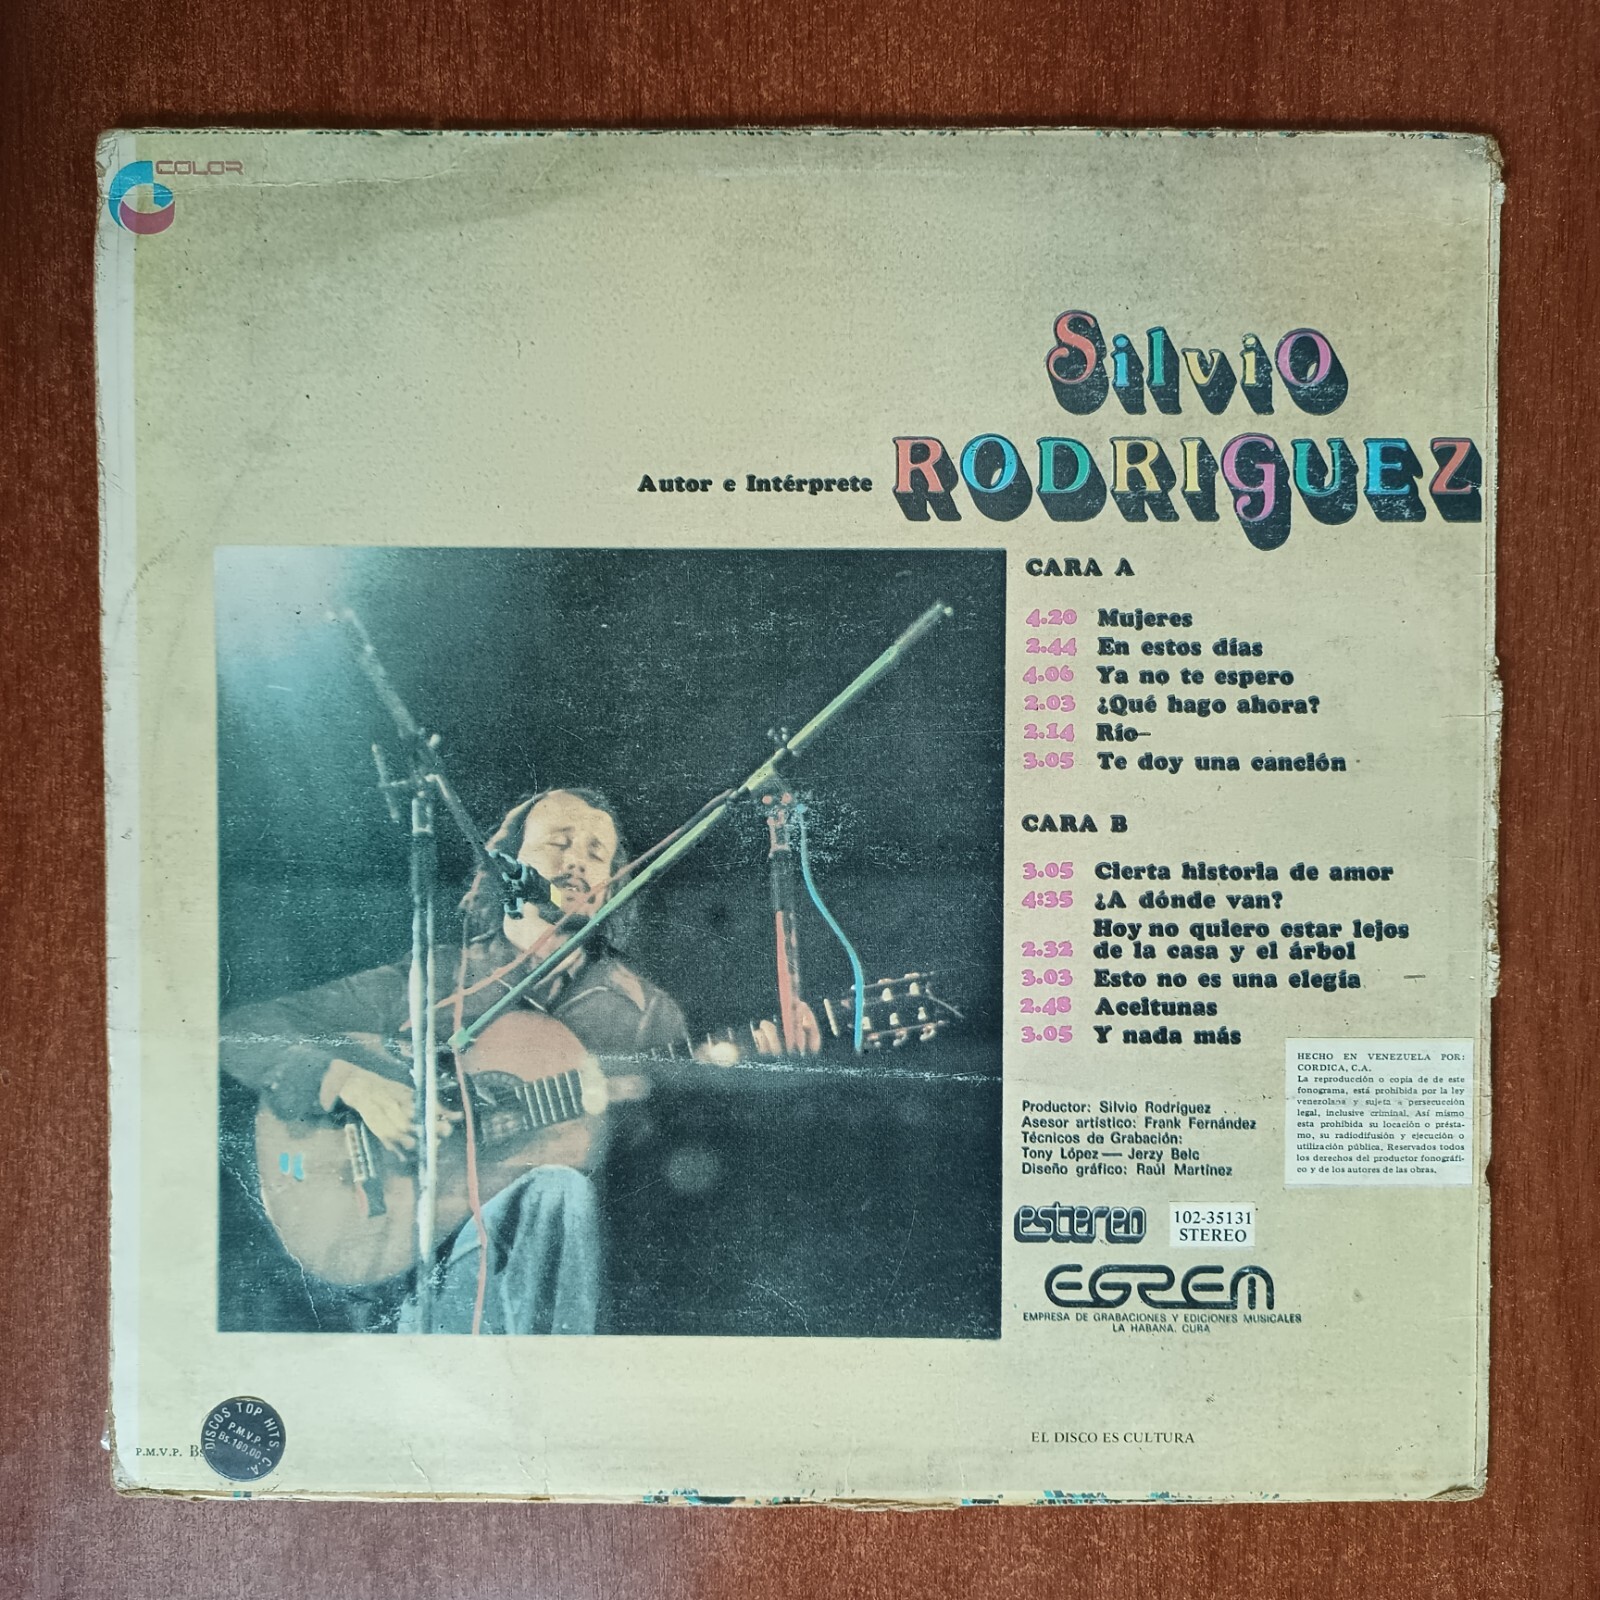 COLOR
Silvio
Autor e Intérprete RODRIGUEZ
CARA A
4.20 Mujeres
2.44 En estos días
4.06 Ya no te espero
2.03 ¿Qué hago ahora?
2.14 Río—
3.05 Te doy una canción
CARA B
3.05 Cierta historia de amor
4:35 ¿A dónde van?
Hoy no quiero estar lejos
2.32 de la casa y el árbol
3.03 Esto no es una elegía
2.48 Aceitunas
3.05 Y nada más
HECHO EN VENEZUELA POR:
CORDICA, C.A.
La reproducción o copia de de este
fonograma, está prohibida por la ley
venezolana y sujeta a persecución
legal, inclusive criminal. Así mismo
esta prohibida su locación o présta-
mo, su radiodifusión y ejecución o
utilización pública. Reservados todos
los derechos del productor fonográfi-
co y de los autores de las obras.
Productor: Silvio Rodríguez
Asesor artístico: Frank Fernández
Técnicos de Grabación:
Tony López — Jerzy Belc
Diseño gráfico: Raúl Martínez
estereo
102-35131
STEREO
EGREM
EMPRESA DE GRABACIONES Y EDICIONES MUSICALES
LA HABANA, CUBA
DISCOS TOP HITS, C.A.
P.M.V.P.
Bs.180.00
P.M.V.P. Bs
EL DISCO ES CULTURA